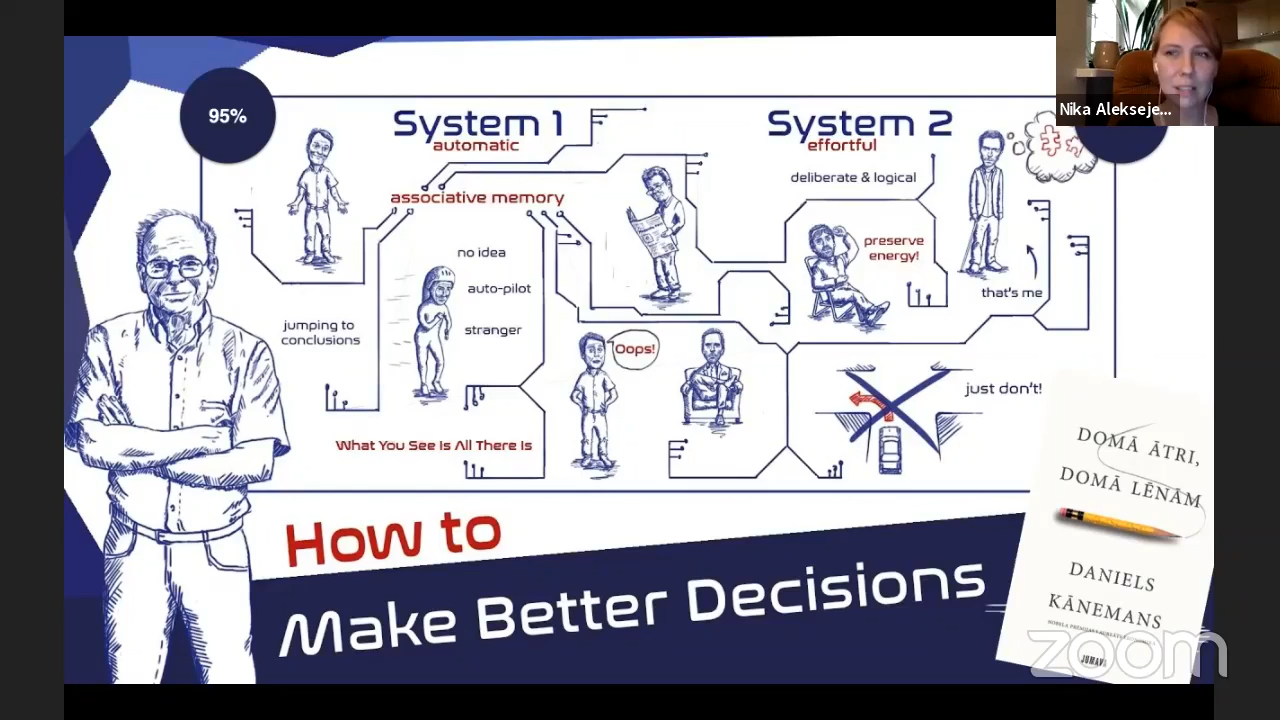 Nika Alekseje...
95%
System 1
automatic
associative memory
no idea
auto-pilot
stranger
jumping to
conclusions
What You See Is All There Is
Oops!
System 2
effortful
deliberate & logical
preserve
energy!
that's me
just don't!
How to
Make Better Decisions
DOMĀ ĀTRI,
DOMĀ LĒNĀM
DANIELS
KĀNEMANS
JUMAVA
zoom